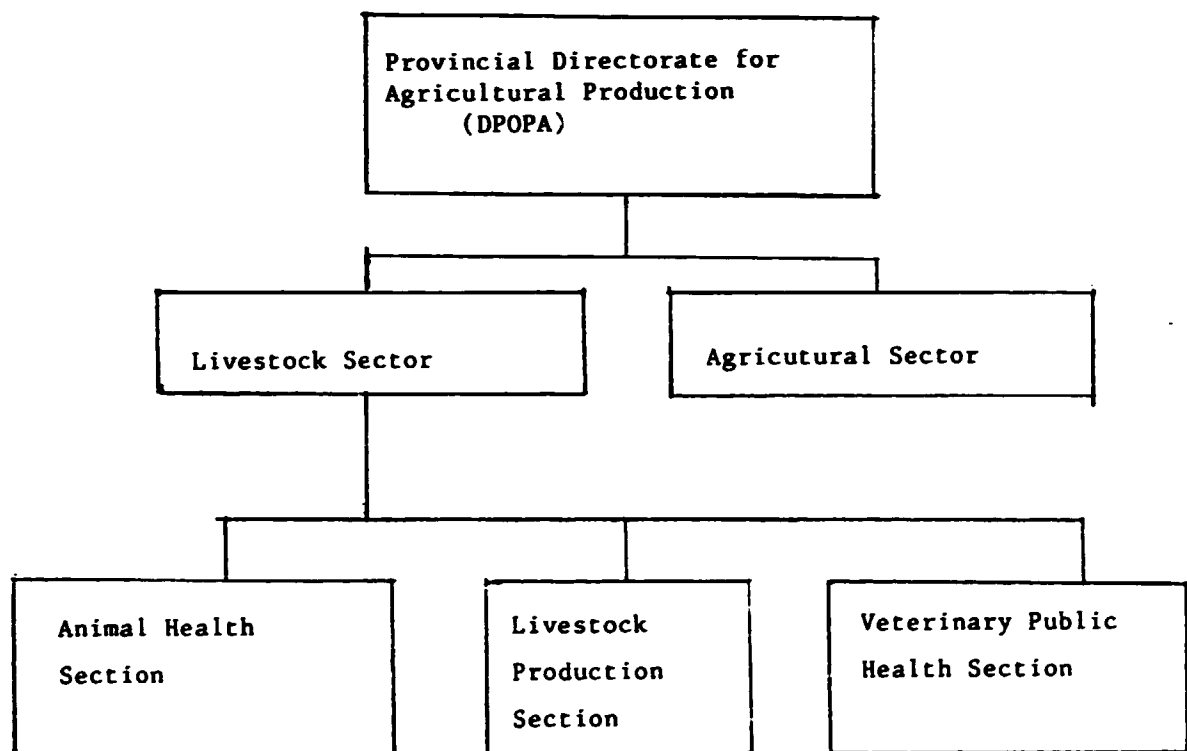 Provincial Directorate for
Agricultural Production
(DPOPA)
Livestock Sector
Agricutural Sector
Animal Health
Section
Livestock
Production
Section
Veterinary Public
Health Section